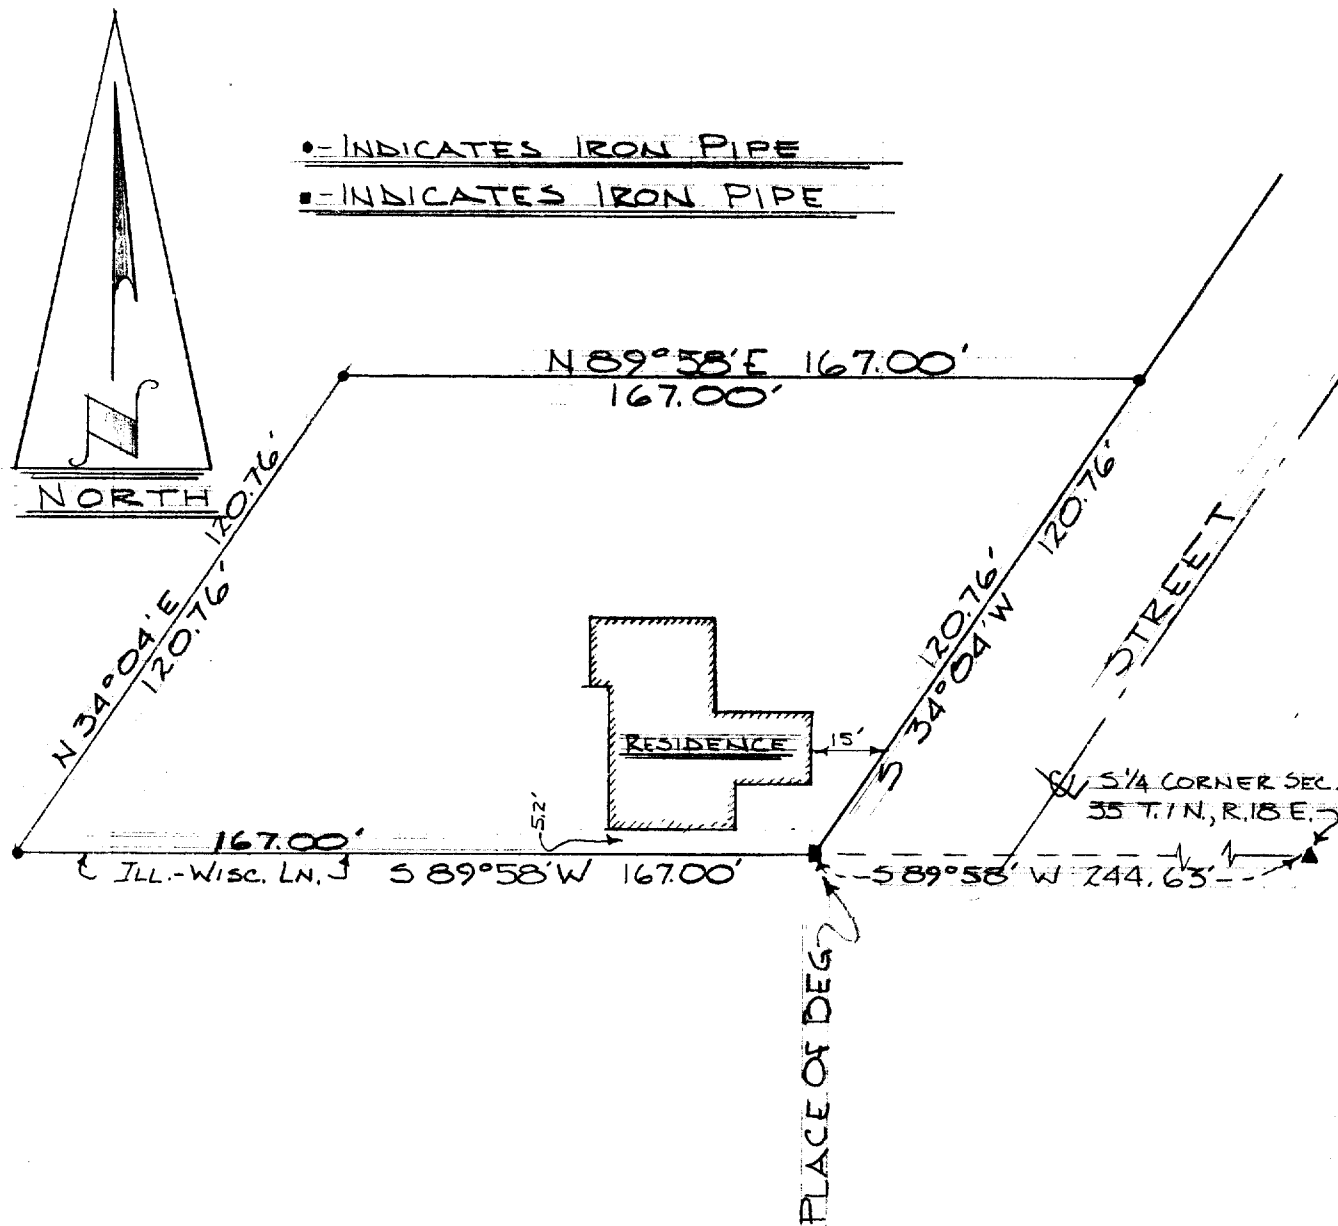 •-INDICATES IRON PIPE
■-INDICATES IRON PIPE
N
NORTH
N 89°58'E 167.00'
167.00'
120.76'
N 34°04'E
120.76'
120.76'
120.76'
S 34°04'W
STREET
RESIDENCE
15'
5.2'
S 1/4 CORNER SEC.
35 T.1N., R.18 E.
167.00'
ILL.-WISC. LN.
S 89°58'W 167.00'
S 89°58' W 244.63'
PLACE OF BEG